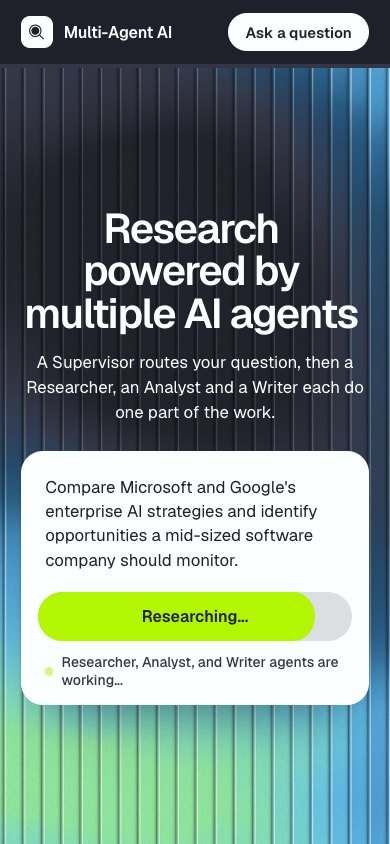 Multi-Agent AI
Ask a question
Research
powered by
multiple AI agents
A Supervisor routes your question, then a
Researcher, an Analyst and a Writer each do
one part of the work.
Compare Microsoft and Google's
enterprise AI strategies and identify
opportunities a mid-sized software
company should monitor.
Researching...
Researcher, Analyst, and Writer agents are
working...